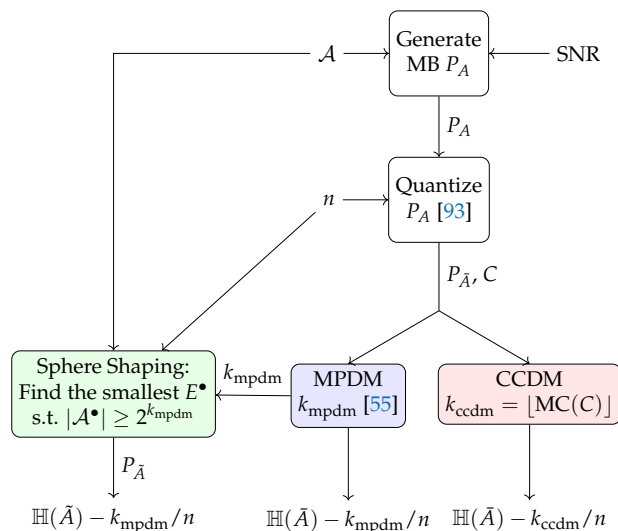 Generate
MB P_A
𝒜
SNR
P_A
Quantize
P_A [93]
n
P_Ā, C
Sphere Shaping:
Find the smallest E^•
s.t. |𝒜^•| ≥ 2^{k_mpdm}
k_mpdm
MPDM
k_mpdm [55]
CCDM
k_ccdm = ⌊MC(C)⌋
P_Ã
ℍ(Ã) − k_mpdm/n
ℍ(Ā) − k_mpdm/n
ℍ(Ā) − k_ccdm/n